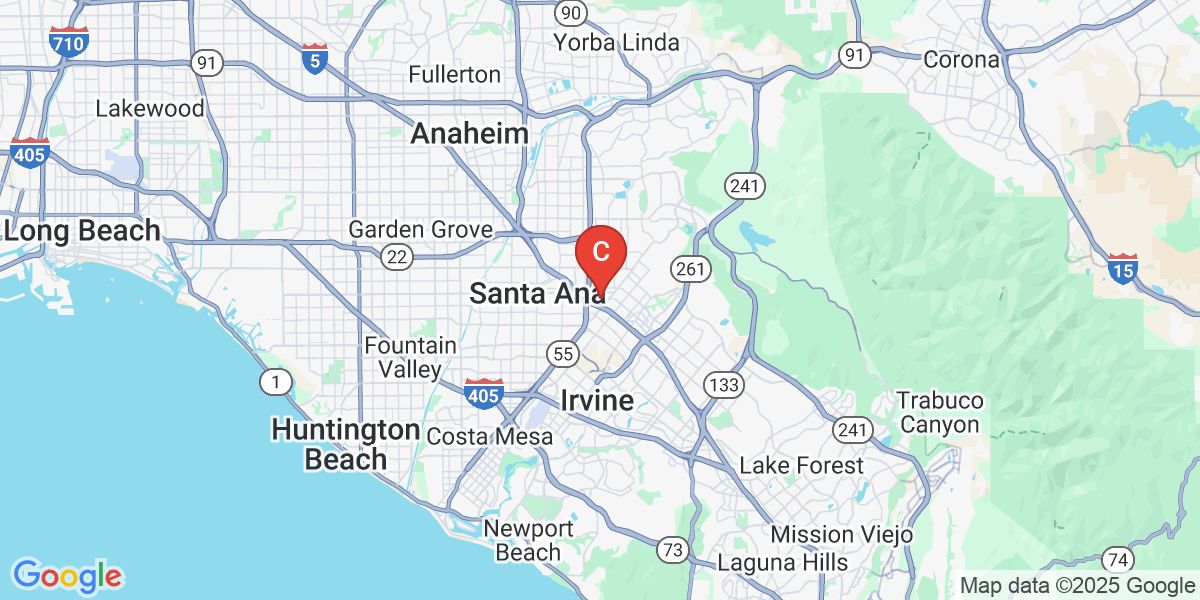 90
Yorba Linda
710
5
91
91
Corona
Fullerton
Lakewood
Anaheim
405
241
Long Beach
Garden Grove
22
C
261
15
Santa Ana
Fountain
Valley
55
1
405
133
Irvine
Trabuco
Canyon
Huntington
Beach
Costa Mesa
241
Lake Forest
Newport
Beach
Mission Viejo
73
Laguna Hills
74
Google
Map data ©2025 Google